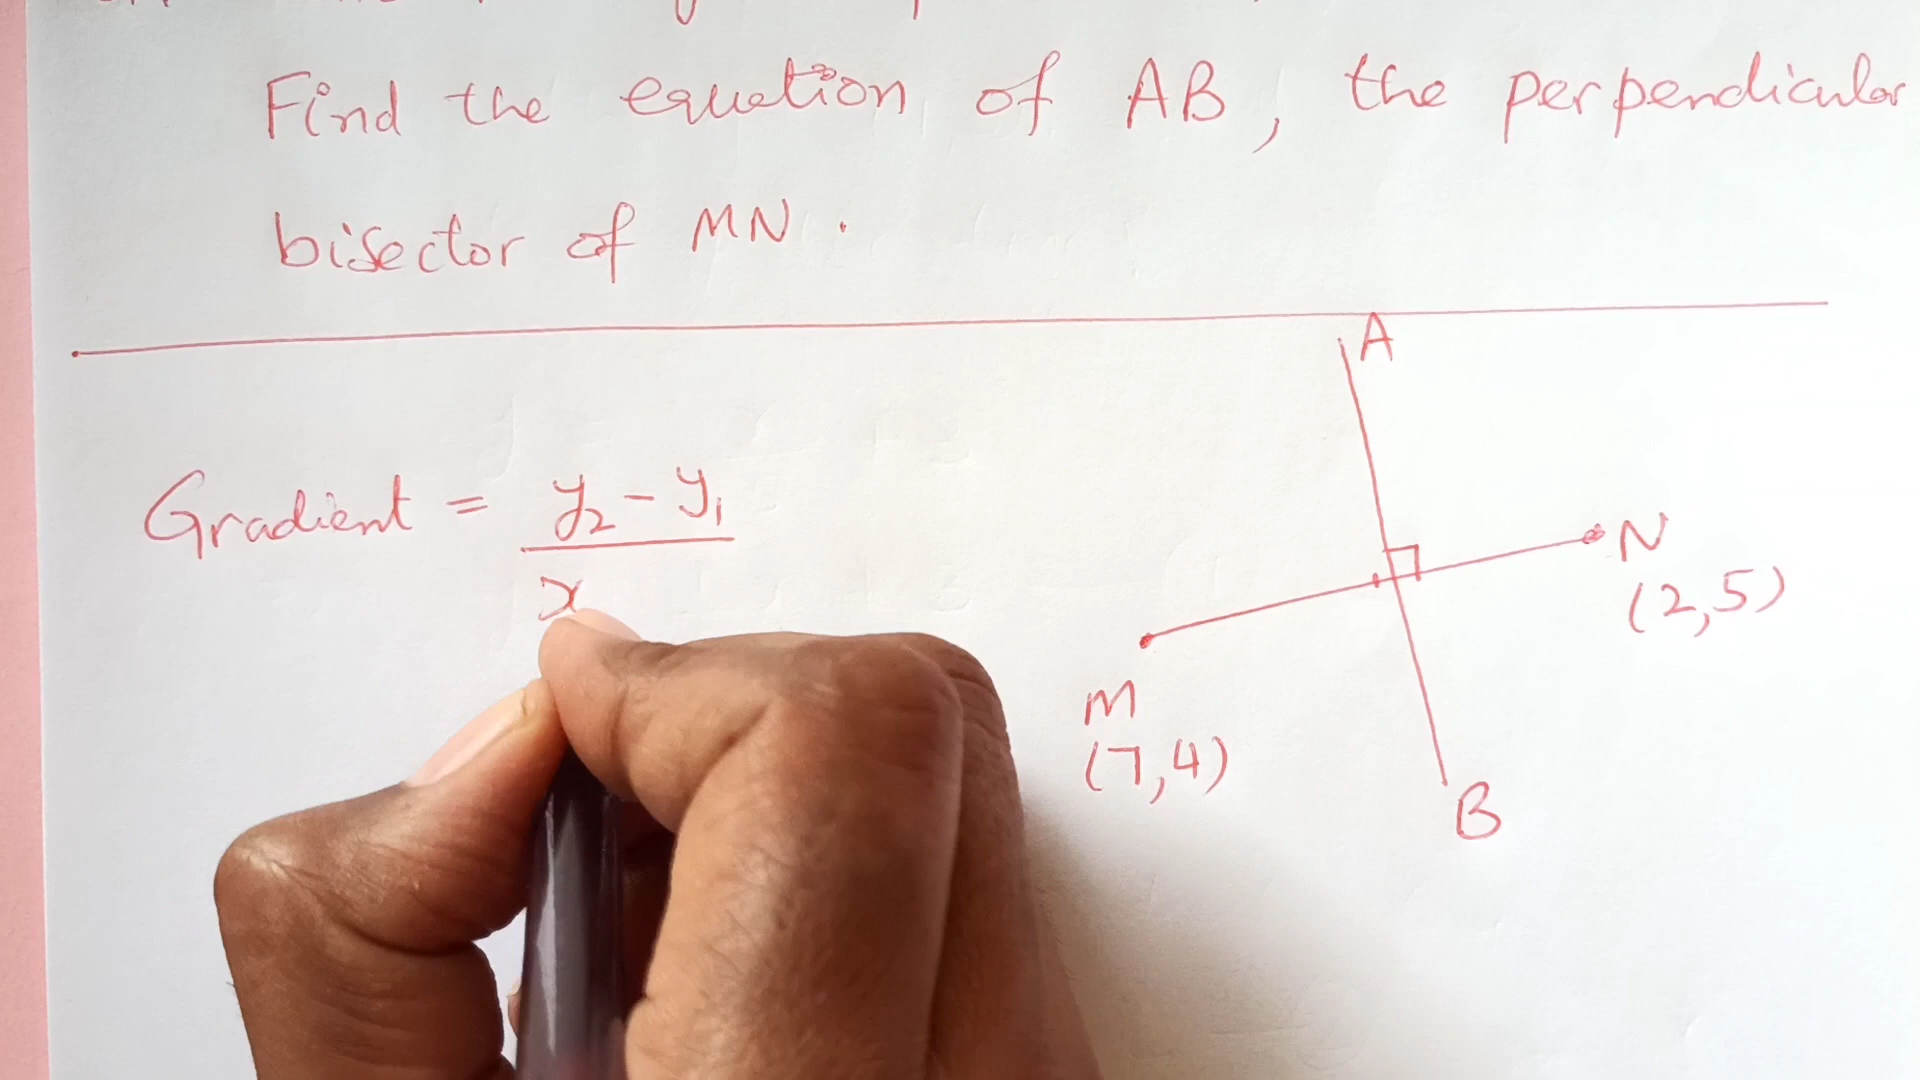 Find the equation of AB, the perpendicular
bisector of MN.
A
Gradient = y₂ - y₁
x
N
(2,5)
M
(7,4)
B